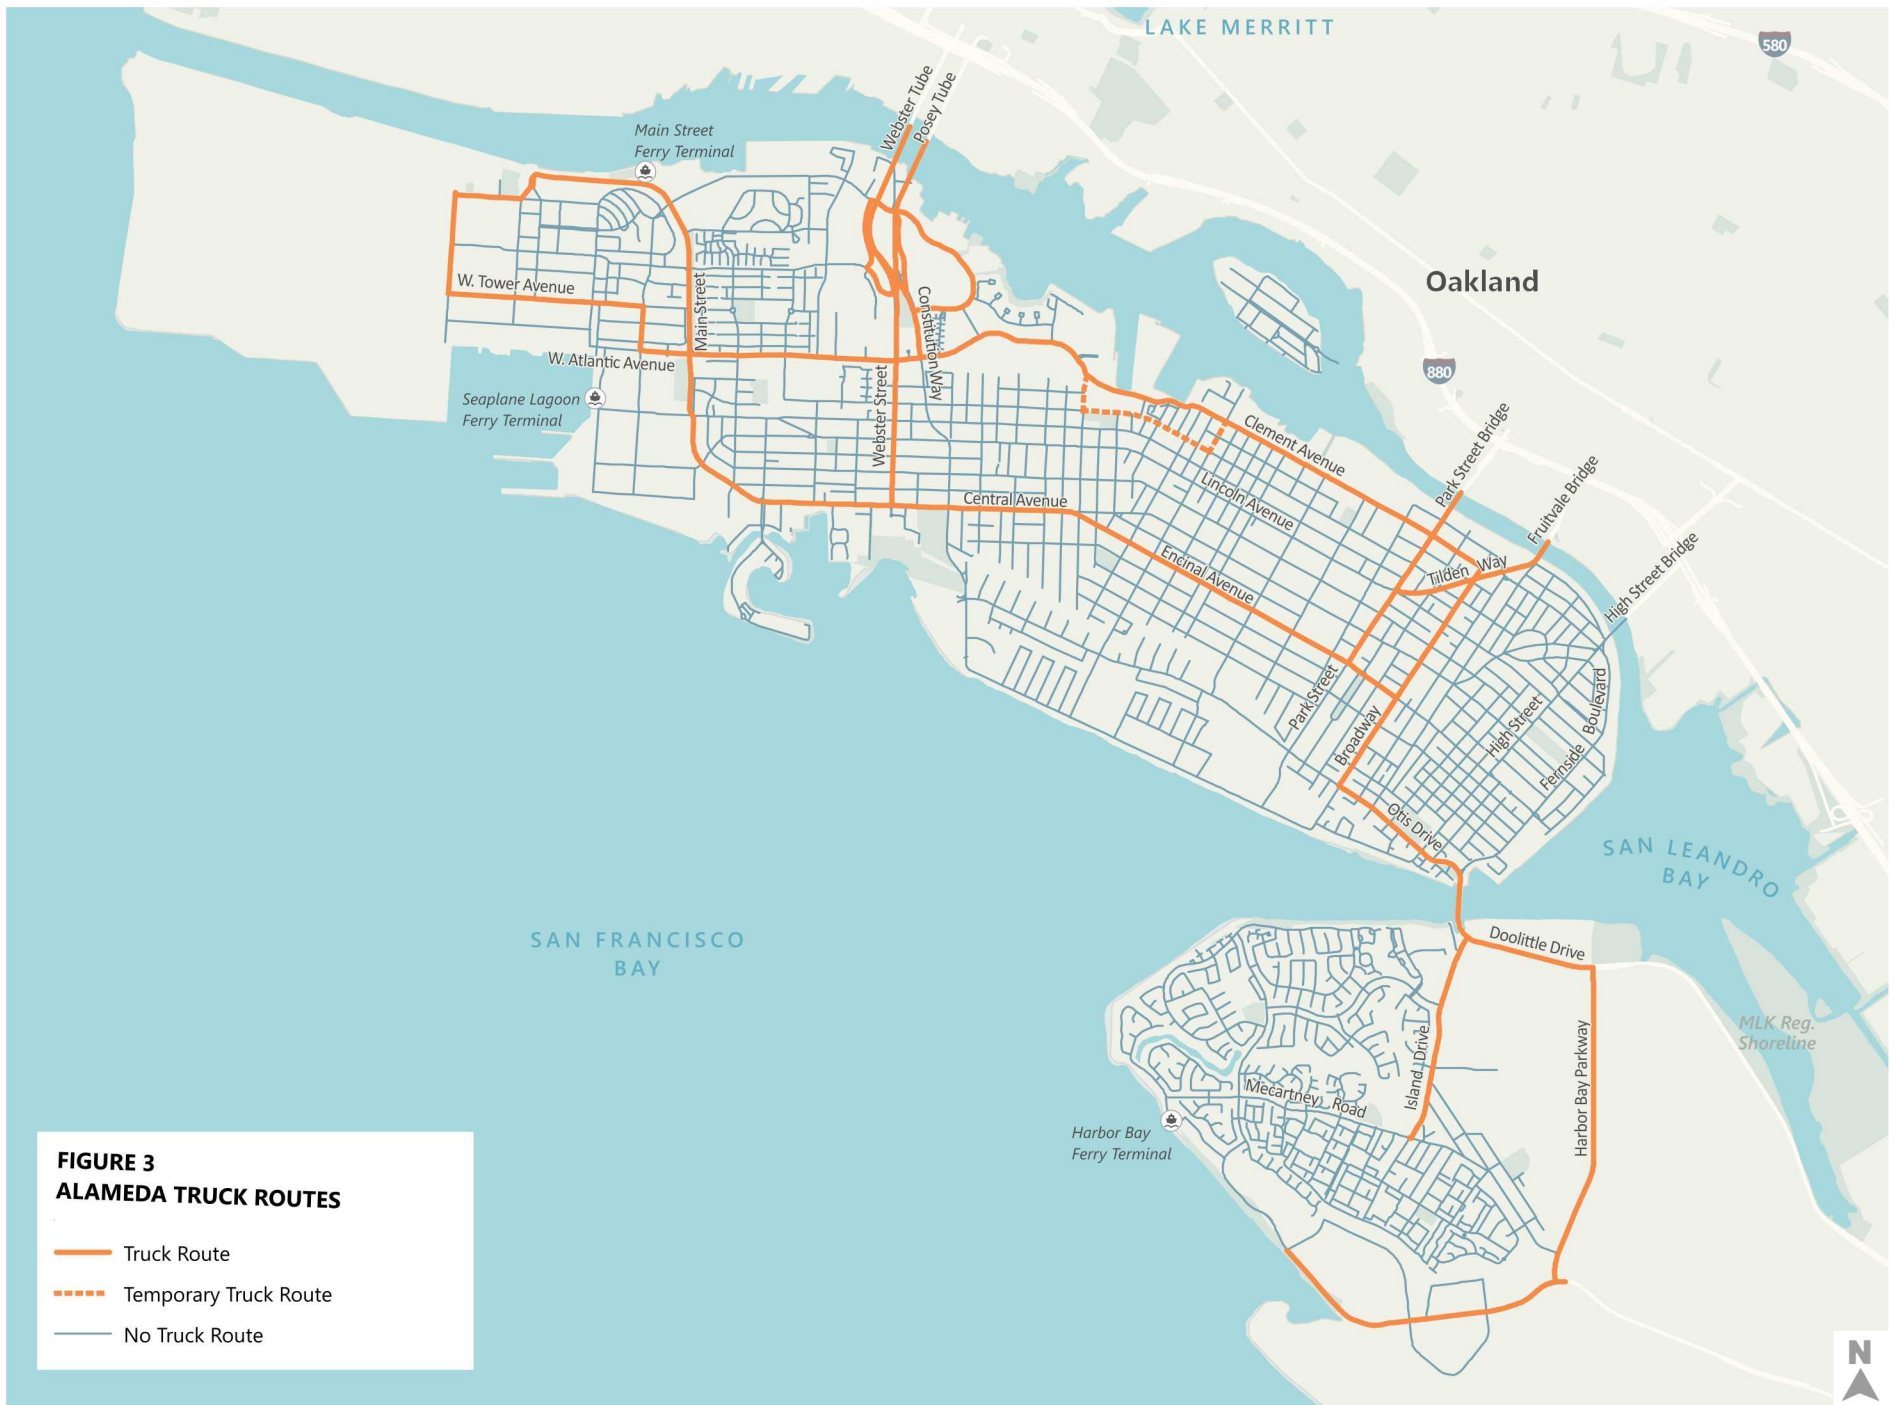 LAKE MERRITT
580
Webster Tube
Posey Tube
Main Street
Ferry Terminal
Oakland
W. Tower Avenue
Main Street
Constitution Way
W. Atlantic Avenue
880
Seaplane Lagoon
Ferry Terminal
Webster Street
Clement Avenue
Park Street Bridge
Fruitvale Bridge
Lincoln Avenue
Central Avenue
High Street Bridge
Encinal Avenue
Tilden Way
Park Street
Broadway
High Street
Fernside Boulevard
Otis Drive
SAN LEANDRO
BAY
SAN FRANCISCO
BAY
Doolittle Drive
MLK Reg.
Shoreline
Island Drive
Harbor Bay Parkway
Mecartney Road
Harbor Bay
Ferry Terminal
FIGURE 3
ALAMEDA TRUCK ROUTES
Truck Route
Temporary Truck Route
No Truck Route
N